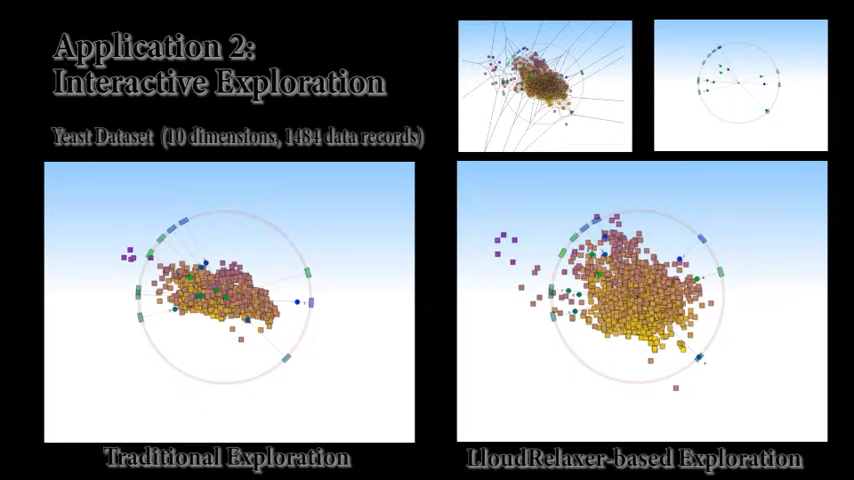 Application 2:
Interactive Exploration
Yeast Dataset (10 dimensions, 1484 data records)
Traditional Exploration
LloudRelaxer-based Exploration